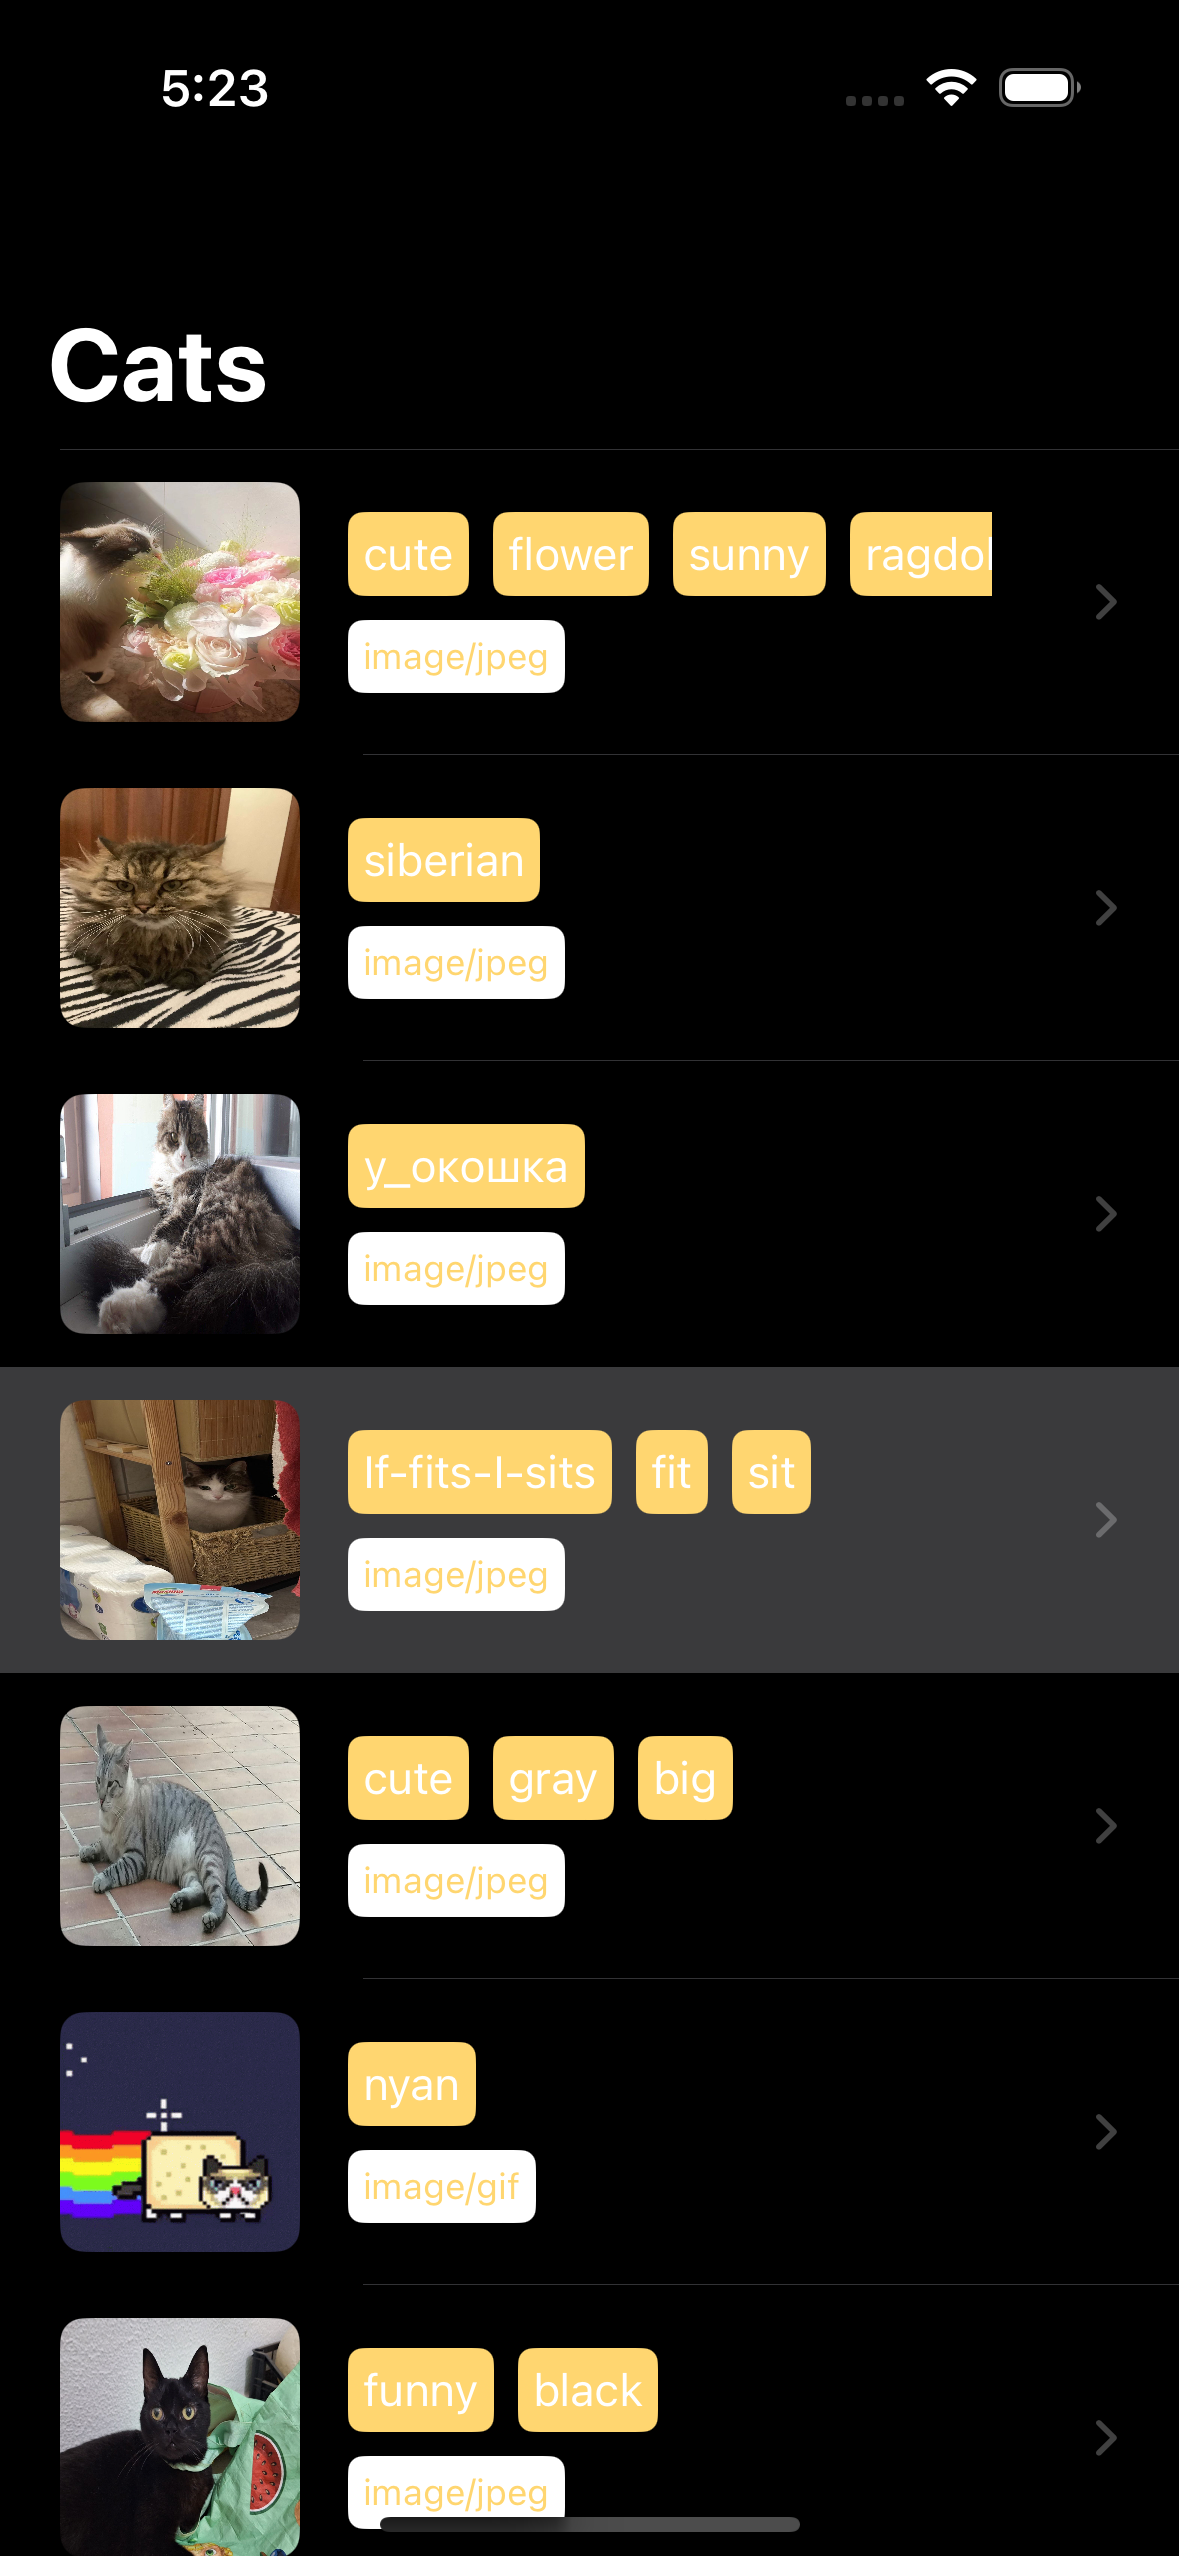 5:23
Cats
cute flower sunny ragdol
image/jpeg
siberian
image/jpeg
у_окошка
image/jpeg
If-fits-I-sits fit sit
image/jpeg
cute gray big
image/jpeg
nyan
image/gif
funny black
image/jpeg